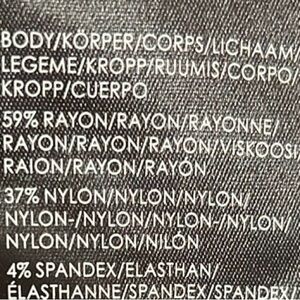 BODY/KÖRPER/CORPS/LICHAAM/
LEGEME/KROPP/RUUMIS/CORPO/
KROPP/CUERPO
59% RAYON/RAYON/RAYONNE/
RAYON/RAYON/RAYON/VISKOOSI
RAION/RAYON/RAYÓN
37% NYLON/NYLON/NYLON/
NYLON-/NYLON/NYLON-/NYLON/
NYLON/NYLON/NILÓN
4% SPANDEX/ELASTHAN/
ÉLASTHANNE/SPANDEX/SPANDEX/